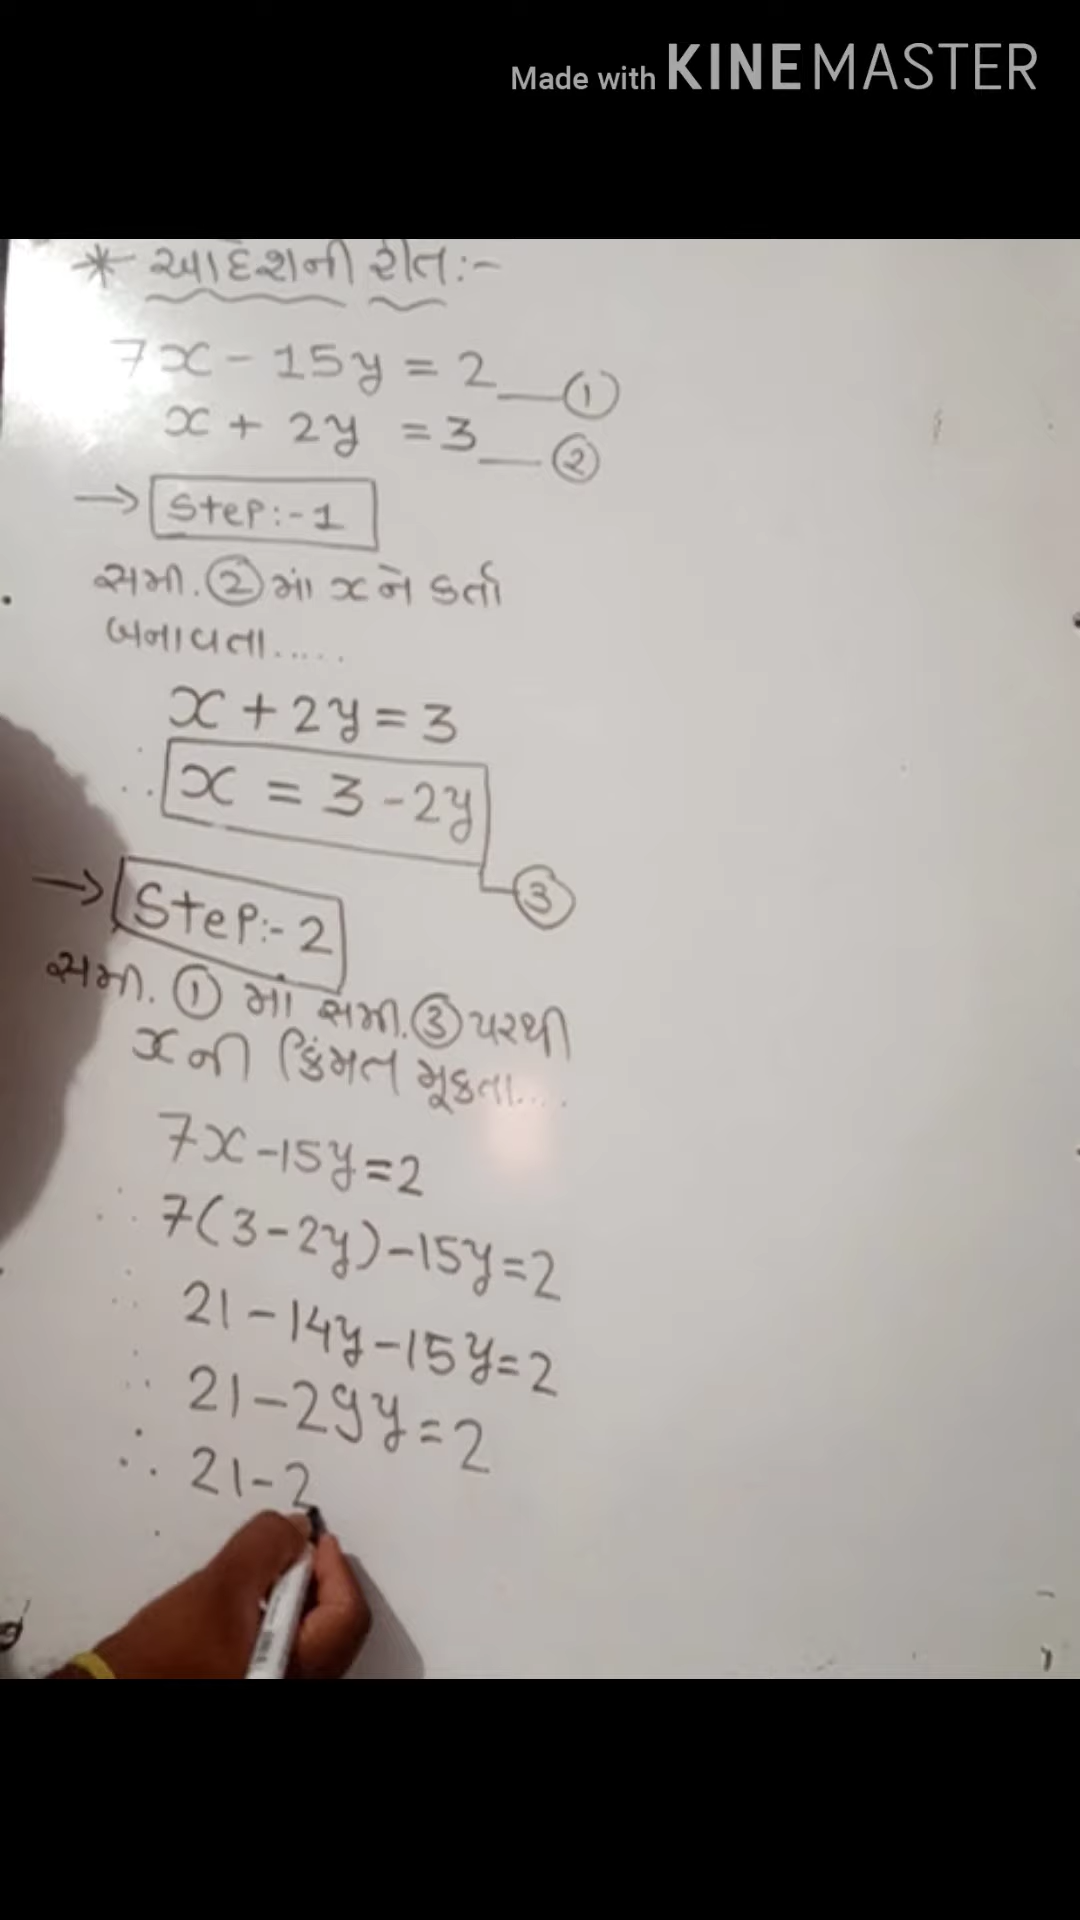 Made with KINEMASTER
* આદેશની રીત :-
7x - 15y = 2 __ ①
x + 2y = 3 __ ②
→ Step:-1
સમી. ② માં x ને કર્તા
બનાવતા.....
x + 2y = 3
∴ x = 3 - 2y
③
→ Step:- 2
સમી. ① માં સમી. ③ પરથી
x ની કિંમત મૂકતા....
7x - 15y = 2
∴ 7(3 - 2y) - 15y = 2
∴ 21 - 14y - 15y = 2
∴ 21 - 29y = 2
∴ 21 - 2